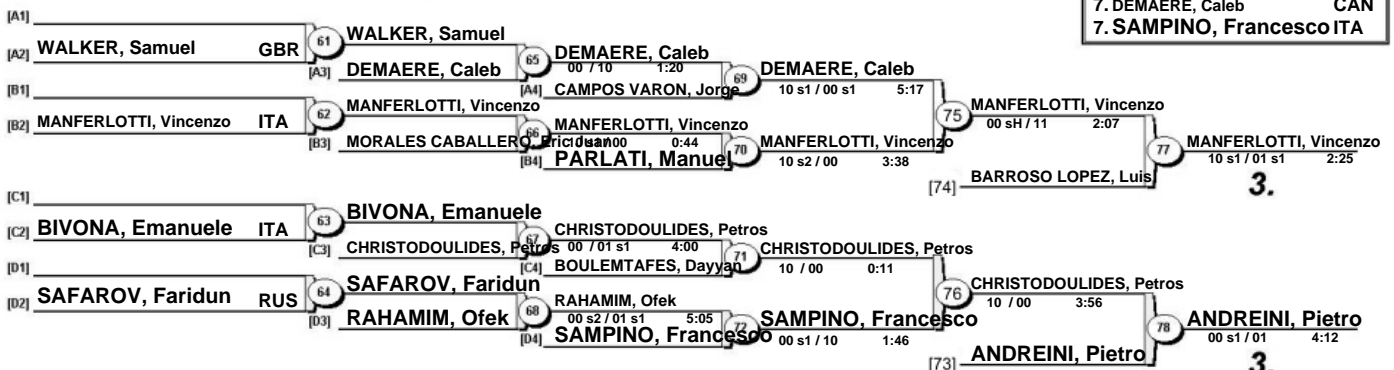 7. DEMAERE, Caleb CAN
7. SAMPINO, Francesco ITA
[A1]
[A2] WALKER, Samuel GBR
61
WALKER, Samuel
[A3] DEMAERE, Caleb
65
DEMAERE, Caleb
00 / 10 1:20
[A4] CAMPOS VARON, Jorge
69
DEMAERE, Caleb
10 s1 / 00 s1 5:17
[B1]
[B2] MANFERLOTTI, Vincenzo ITA
62
MANFERLOTTI, Vincenzo
[B3] MORALES CABALLERO, Eric Juan
66
MANFERLOTTI, Vincenzo
0:44
[B4] PARLATI, Manuel
70
MANFERLOTTI, Vincenzo
10 s2 / 00 3:38
75
MANFERLOTTI, Vincenzo
00 sH / 11 2:07
[74] BARROSO LOPEZ, Luis
77
MANFERLOTTI, Vincenzo
10 s1 / 01 s1 2:25
3.
[C1]
[C2] BIVONA, Emanuele ITA
63
BIVONA, Emanuele
[C3] CHRISTODOULIDES, Petros
67
CHRISTODOULIDES, Petros
00 / 01 s1 4:00
[C4] BOULEMTAFES, Dayyan
71
CHRISTODOULIDES, Petros
10 / 00 0:11
[D1]
[D2] SAFAROV, Faridun RUS
64
SAFAROV, Faridun
[D3] RAHAMIM, Ofek
68
RAHAMIM, Ofek
00 s2 / 01 s1 5:05
[D4] SAMPINO, Francesco
72
SAMPINO, Francesco
00 s1 / 10 1:46
76
CHRISTODOULIDES, Petros
10 / 00 3:56
[73] ANDREINI, Pietro
78
ANDREINI, Pietro
00 s1 / 01 4:12
3.